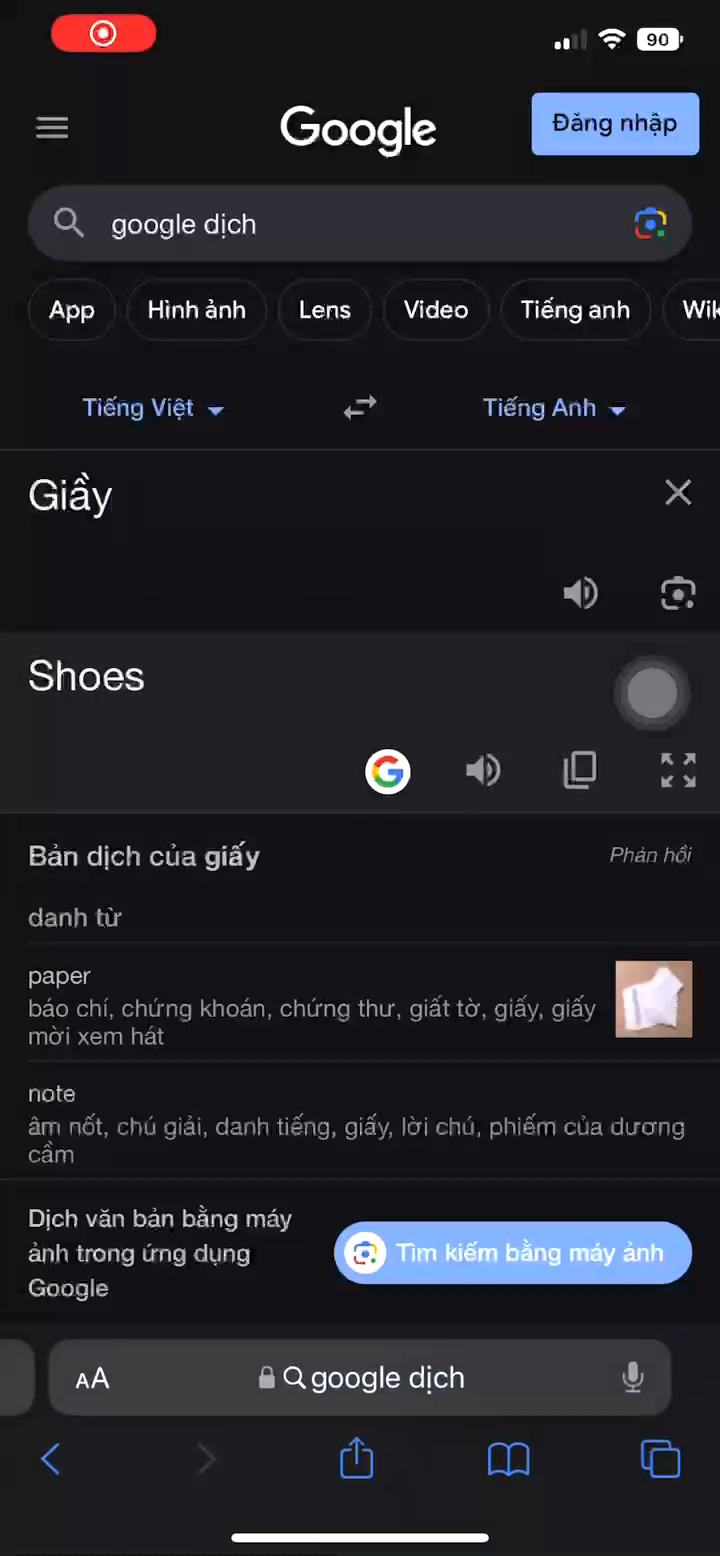 90
Google
Đăng nhập
google dịch
App
Hình ảnh
Lens
Video
Tiếng anh
Wik
Tiếng Việt
Tiếng Anh
Giầy
Shoes
Bản dịch của giấy
Phản hồi
danh từ
paper
báo chí, chứng khoán, chứng thư, giất tờ, giấy, giấy
mời xem hát
note
âm nốt, chú giải, danh tiếng, giấy, lời chú, phiếm của dương
cầm
Dịch văn bản bằng máy
ảnh trong ứng dụng
Google
Tìm kiếm bằng máy ảnh
AA
google dịch